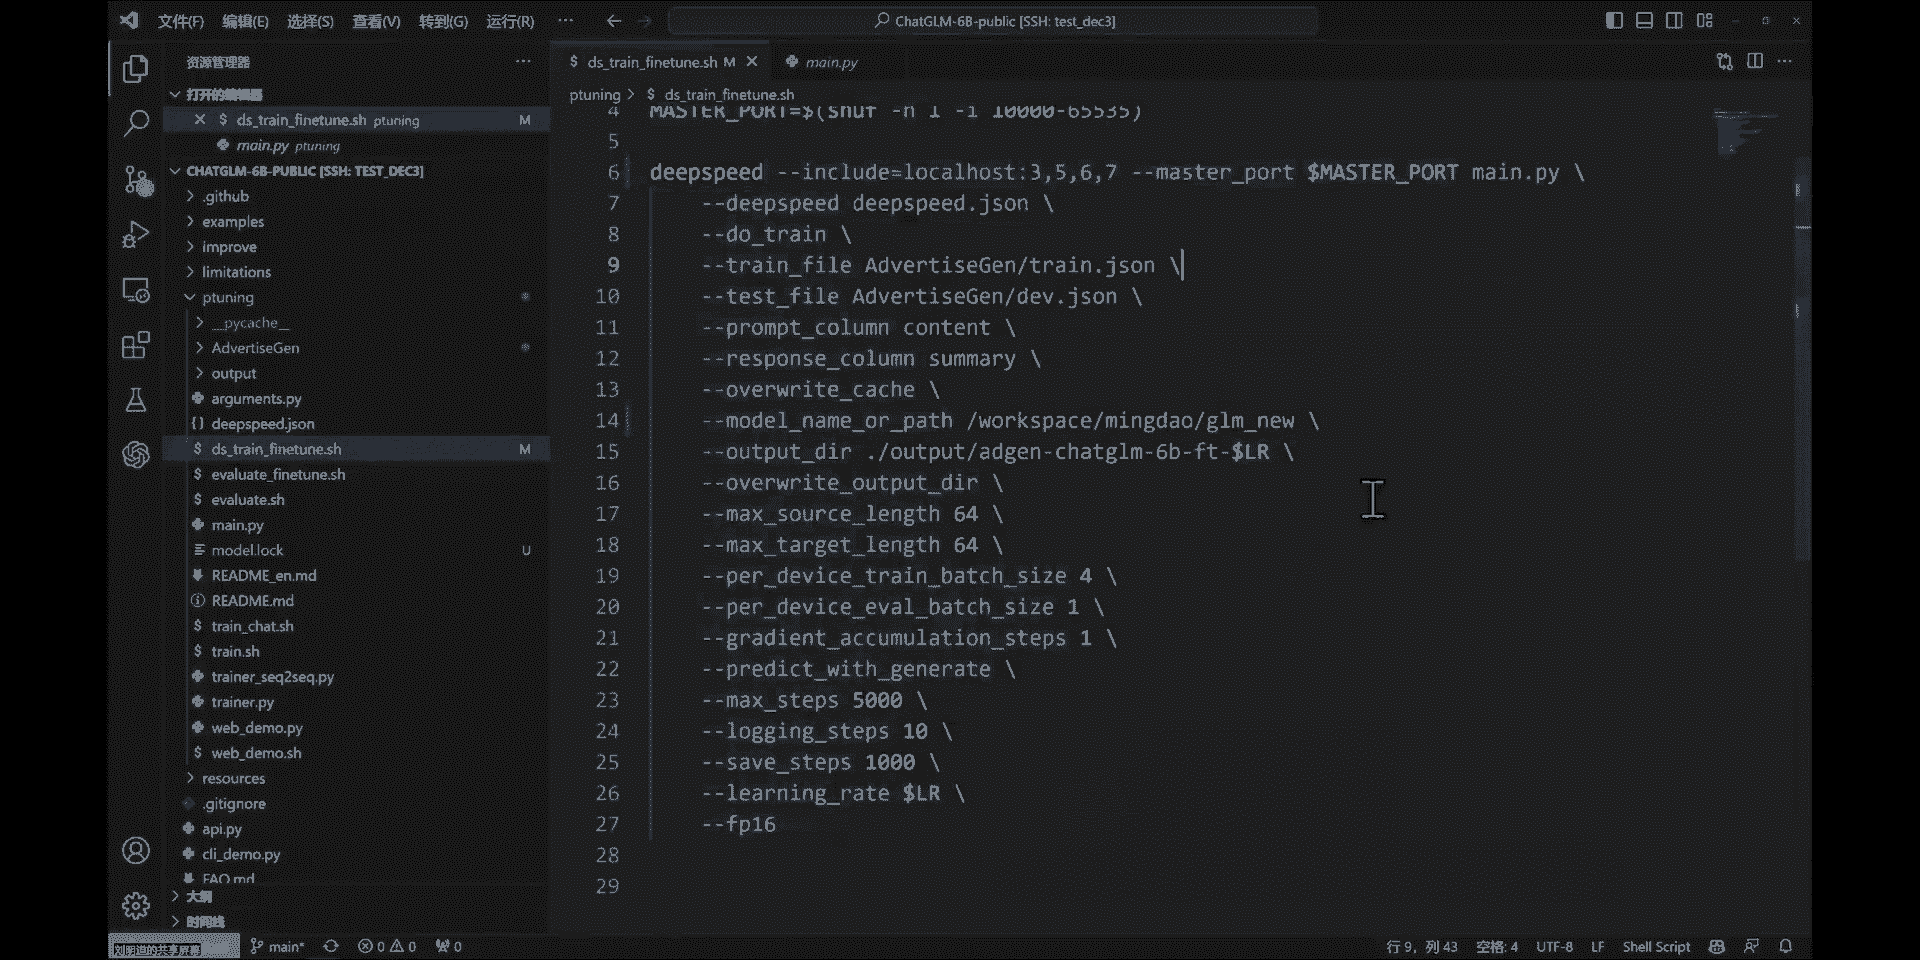 文件(F) 编辑(E) 选择(S) 查看(V) 转到(G) 运行(R) ··· ChatGLM-6B-public [SSH: test_dec3]
资源管理器 ···
打开的编辑器
$ ds_train_finetune.sh ptuning M
main.py ptuning
CHATGLM-6B-PUBLIC [SSH: TEST_DEC3]
.github
examples
improve
limitations
ptuning
__pycache__
AdvertiseGen
output
arguments.py
{} deepspeed.json
$ ds_train_finetune.sh M
$ evaluate_finetune.sh
$ evaluate.sh
main.py
model.lock U
README_en.md
README.md
$ train_chat.sh
$ train.sh
trainer_seq2seq.py
trainer.py
web_demo.py
$ web_demo.sh
resources
.gitignore
api.py
cli_demo.py
FAQ.md
大纲
时间线
$ ds_train_finetune.sh M main.py
ptuning > $ ds_train_finetune.sh
4 MASTER_PORT=$(shuf -n 1 -i 10000-65535)
5
6 deepspeed --include=localhost:3,5,6,7 --master_port $MASTER_PORT main.py \
7 --deepspeed deepspeed.json \
8 --do_train \
9 --train_file AdvertiseGen/train.json \
10 --test_file AdvertiseGen/dev.json \
11 --prompt_column content \
12 --response_column summary \
13 --overwrite_cache \
14 --model_name_or_path /workspace/mingdao/glm_new \
15 --output_dir ./output/adgen-chatglm-6b-ft-$LR \
16 --overwrite_output_dir \
17 --max_source_length 64 \
18 --max_target_length 64 \
19 --per_device_train_batch_size 4 \
20 --per_device_eval_batch_size 1 \
21 --gradient_accumulation_steps 1 \
22 --predict_with_generate \
23 --max_steps 5000 \
24 --logging_steps 10 \
25 --save_steps 1000 \
26 --learning_rate $LR \
27 --fp16
28
29
刘明道的共享屏幕 main* 0 0 0 行 9，列 43 空格: 4 UTF-8 LF Shell Script